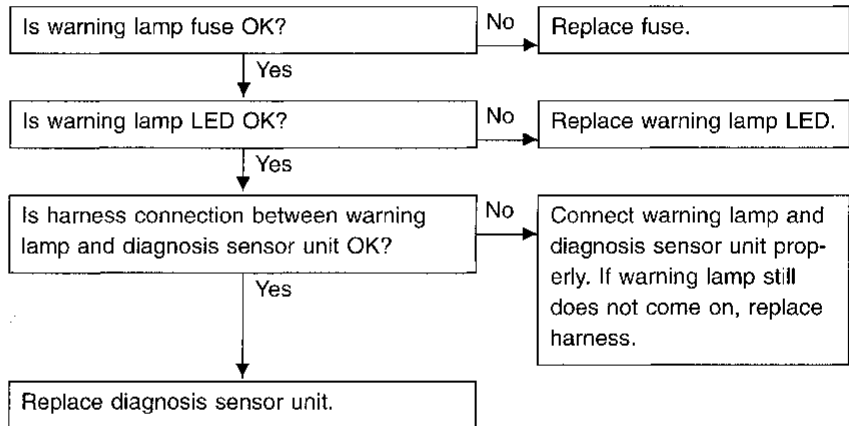 Is warning lamp fuse OK?
No
Replace fuse.
Yes
Is warning lamp LED OK?
No
Replace warning lamp LED.
Yes
Is harness connection between warning
lamp and diagnosis sensor unit OK?
No
Connect warning lamp and
diagnosis sensor unit prop-
erly. If warning lamp still
does not come on, replace
harness.
Yes
Replace diagnosis sensor unit.